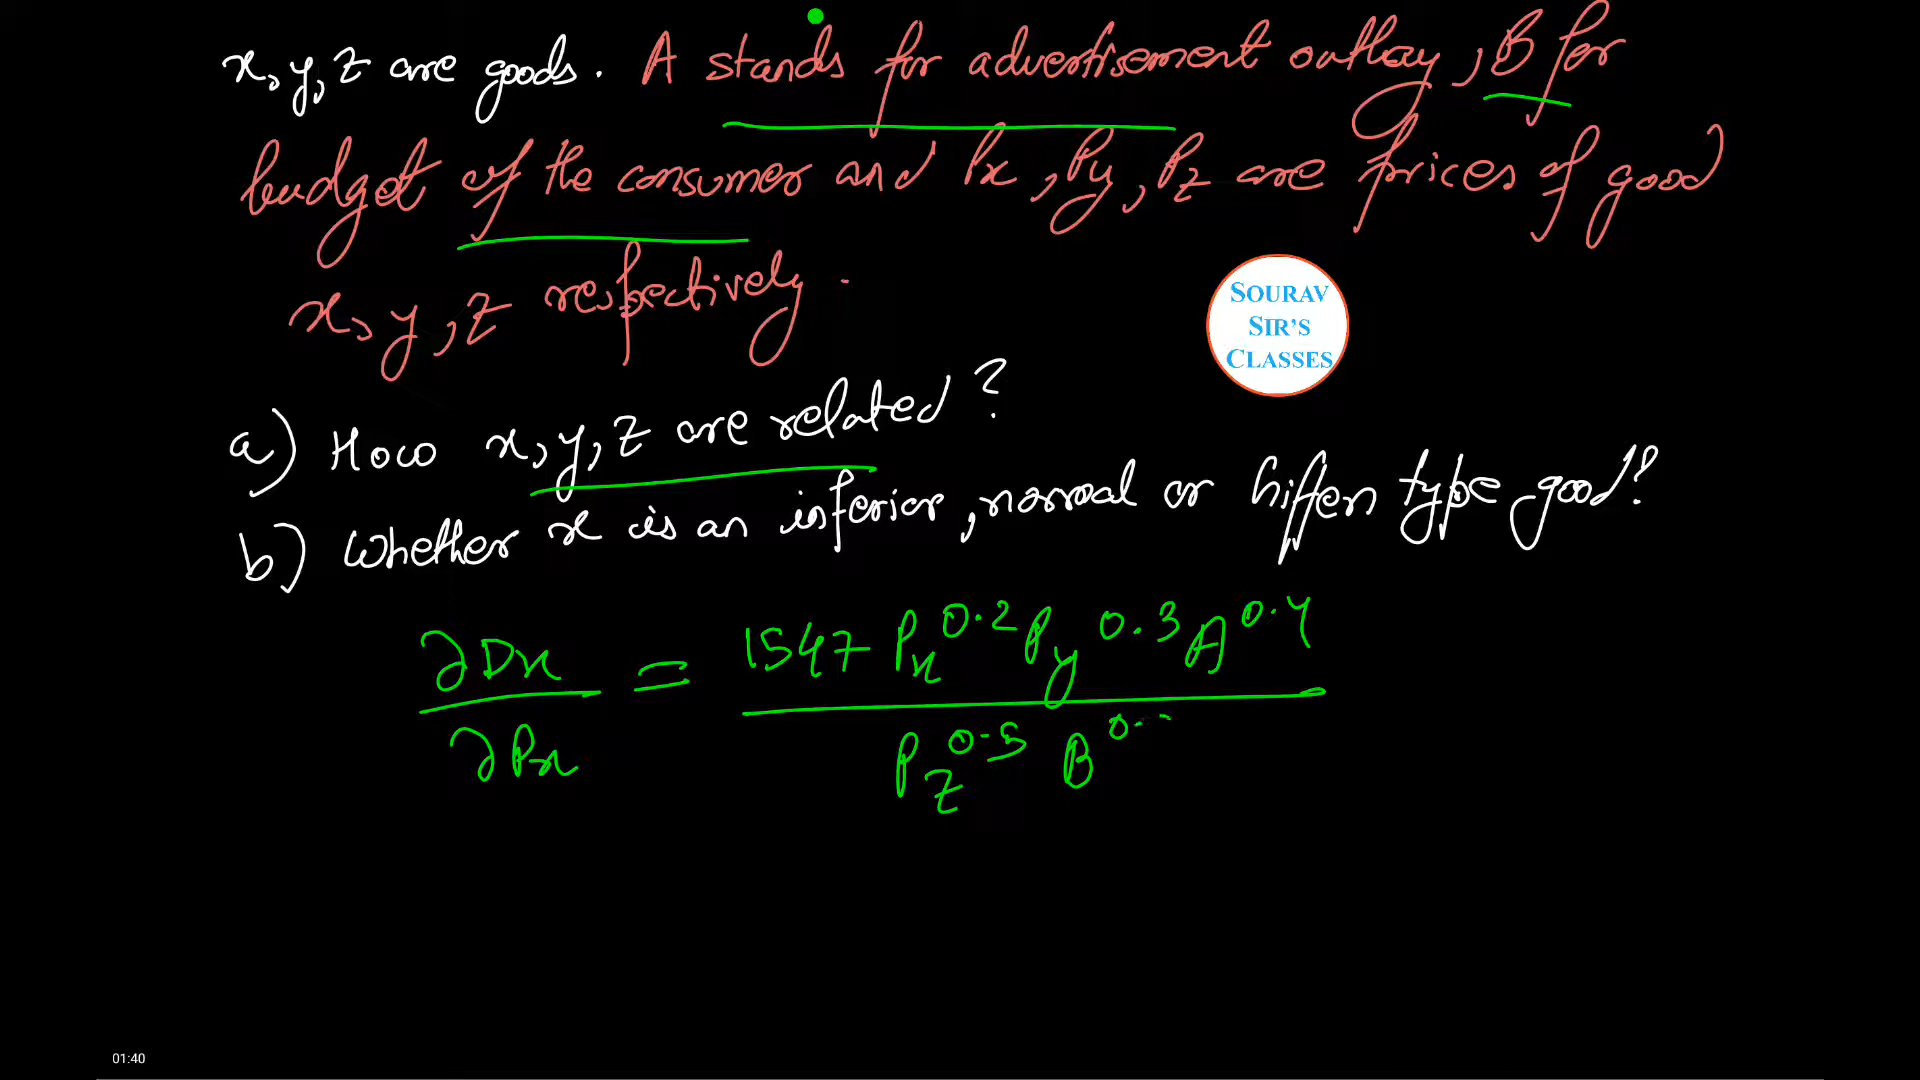 x, y, z are goods. A stands for advertisement outlay, B for
budget of the consumer and Px, Py, Pz are prices of good
x, y, z respectively.
SOURAV
SIR'S
CLASSES
a) How x, y, z are related?
b) Whether x is an inferior, normal or Giffen type good?
∂Dx / ∂Px = 1547 Px^0.2 Py^0.3 A^0.4 / Pz^0.5 B^0.
01:40